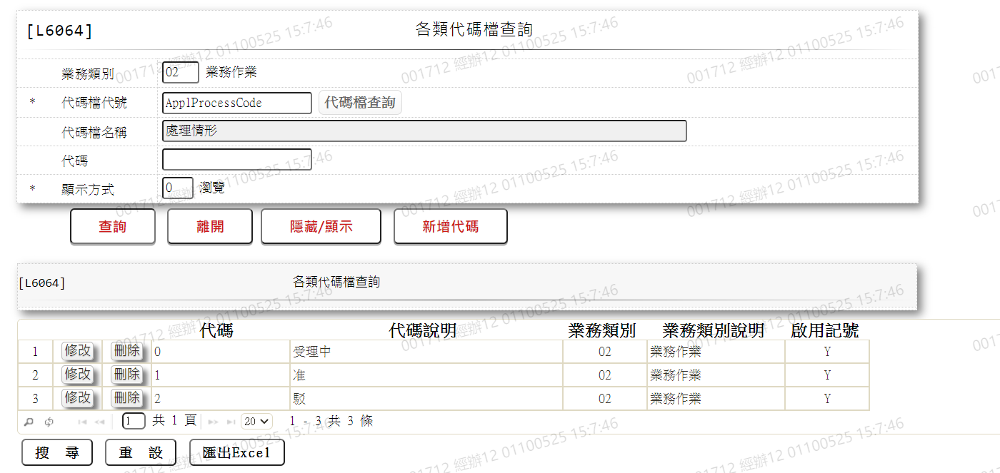 [L6064] 各類代碼檔查詢
業務類別 02 業務作業
* 代碼檔代號 ApplProcessCode 代碼檔查詢
代碼檔名稱 處理情形
代碼
* 顯示方式 0 瀏覽
查詢 離開 隱藏/顯示 新增代碼
[L6064] 各類代碼檔查詢
代碼 代碼說明 業務類別 業務類別說明 啟用記號
1 修改 刪除 0 受理中 02 業務作業 Y
2 修改 刪除 1 准 02 業務作業 Y
3 修改 刪除 2 駁 02 業務作業 Y
1 共 1 頁 20 1 - 3 共 3 條
搜 尋 重 設 匯出Excel
001712 經辦12 01100525 15:7:46